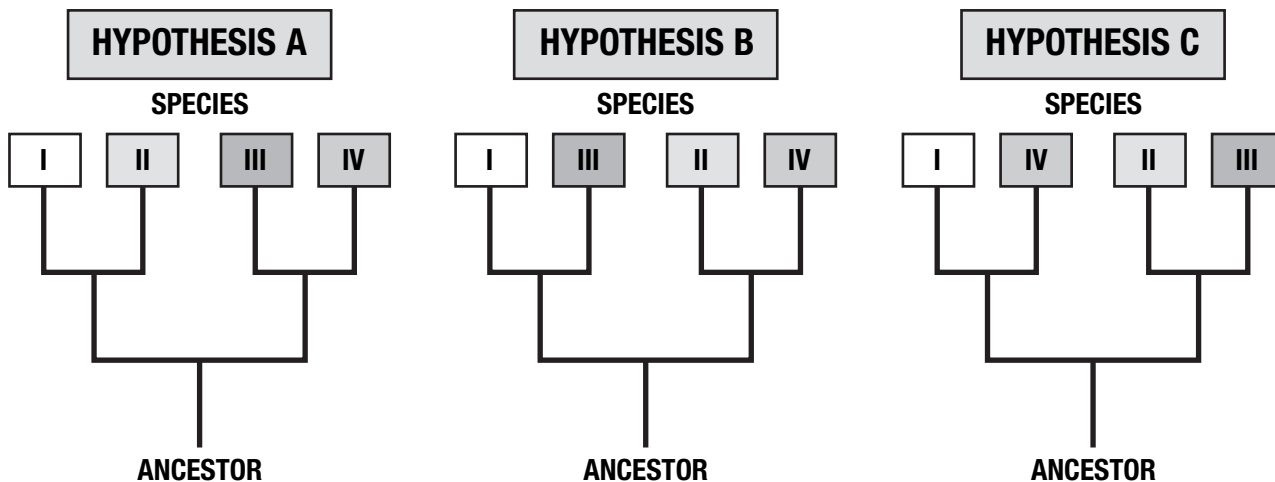 HYPOTHESIS A
SPECIES
I II III IV
ANCESTOR
HYPOTHESIS B
SPECIES
I III II IV
ANCESTOR
HYPOTHESIS C
SPECIES
I IV II III
ANCESTOR